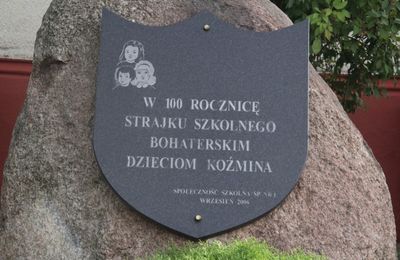 W 100 ROCZNICĘ
STRAJKU SZKOLNEGO
BOHATERSKIM
DZIECIOM KOŹMINA
SPOŁECZNOŚĆ SZKOLNA SP NR 1
WRZESIEŃ 2006